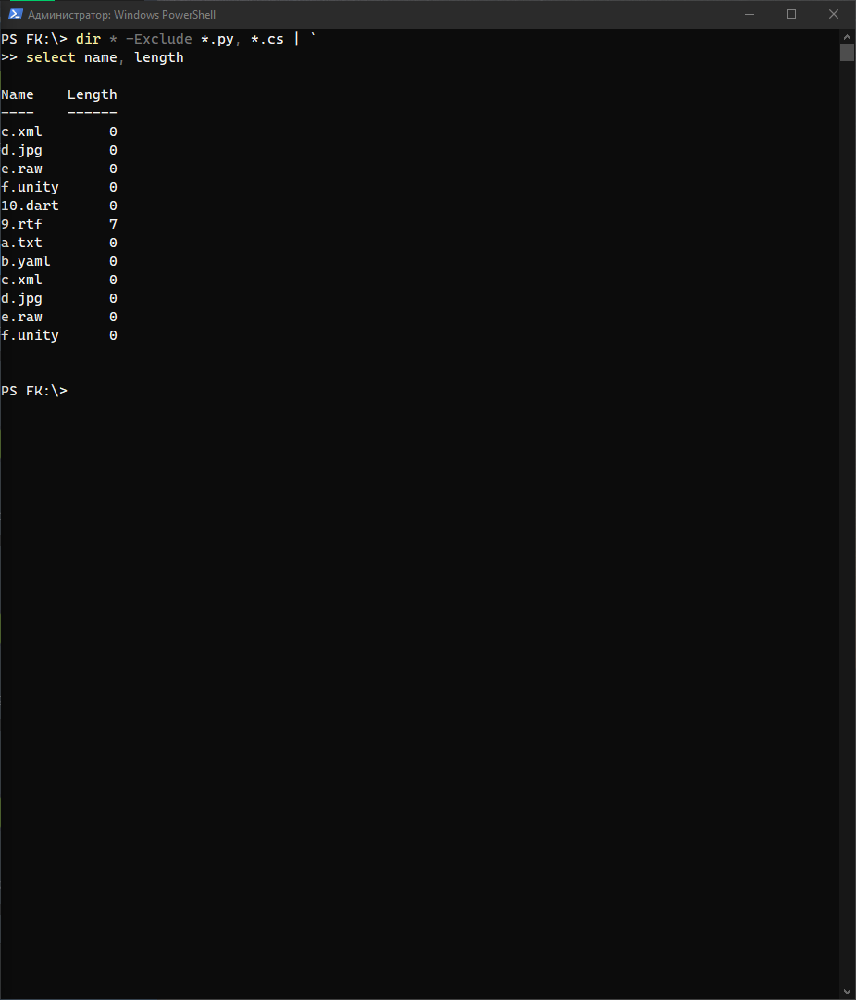 Администратор: Windows PowerShell
PS FK:\> dir * -Exclude *.py, *.cs | `
>> select name, length
Name    Length
----    ------
c.xml        0
d.jpg        0
e.raw        0
f.unity      0
10.dart      0
9.rtf        7
a.txt        0
b.yaml       0
c.xml        0
d.jpg        0
e.raw        0
f.unity      0
PS FK:\>